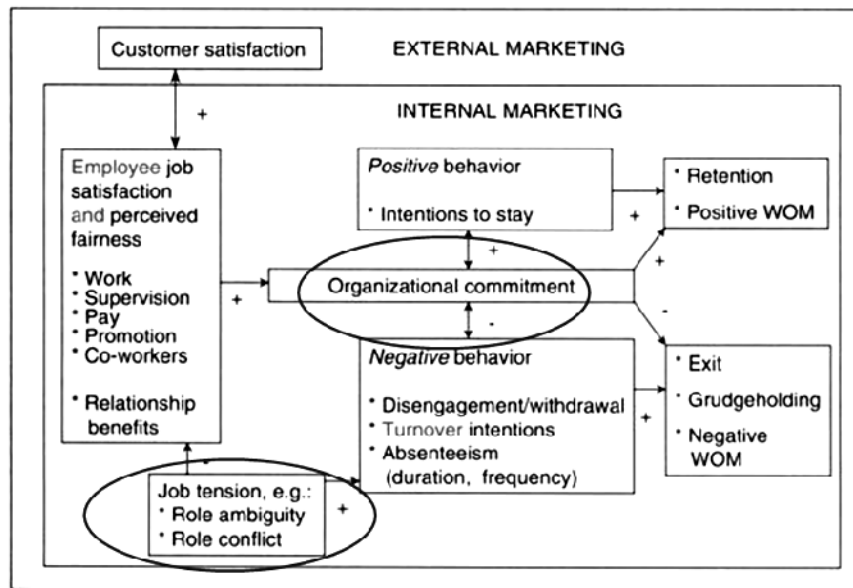 Customer satisfaction
EXTERNAL MARKETING
+
INTERNAL MARKETING
Employee job
satisfaction
and perceived
fairness
* Work
* Supervision
* Pay
* Promotion
* Co-workers
* Relationship
benefits
+
Positive behavior
* Intentions to stay
+
* Retention
* Positive WOM
+
Organizational commitment
+
-
-
Negative behavior
* Disengagement/withdrawal
* Turnover intentions
* Absenteeism
(duration, frequency)
+
* Exit
* Grudgeholding
* Negative
WOM
-
Job tension, e.g.:
* Role ambiguity
* Role conflict
+